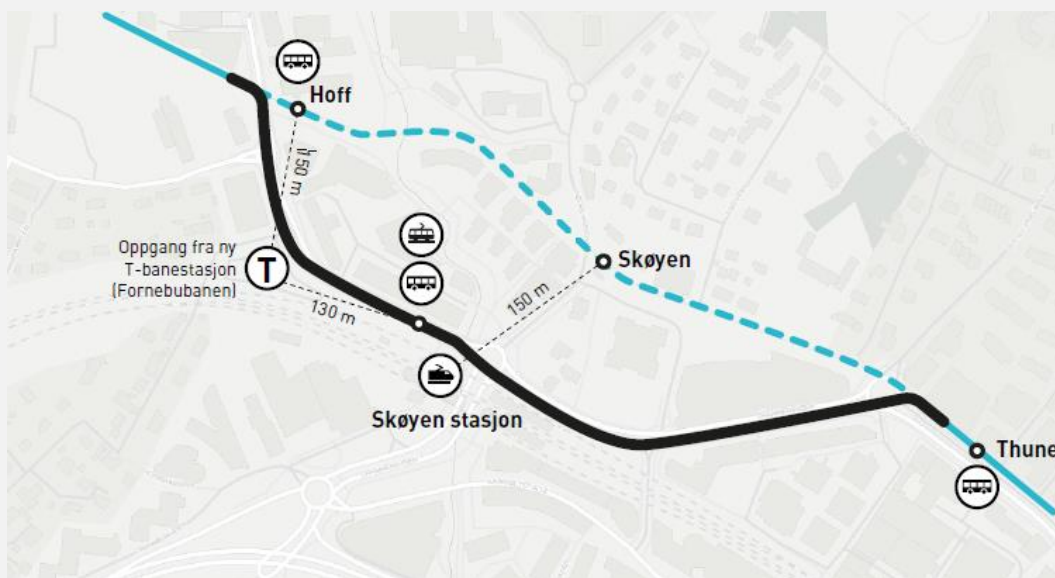 Hoff
150 m
Oppgang fra ny
T-banestasjon
(Fornebubanen)
T
130 m
Skøyen
150 m
Skøyen stasjon
Thune